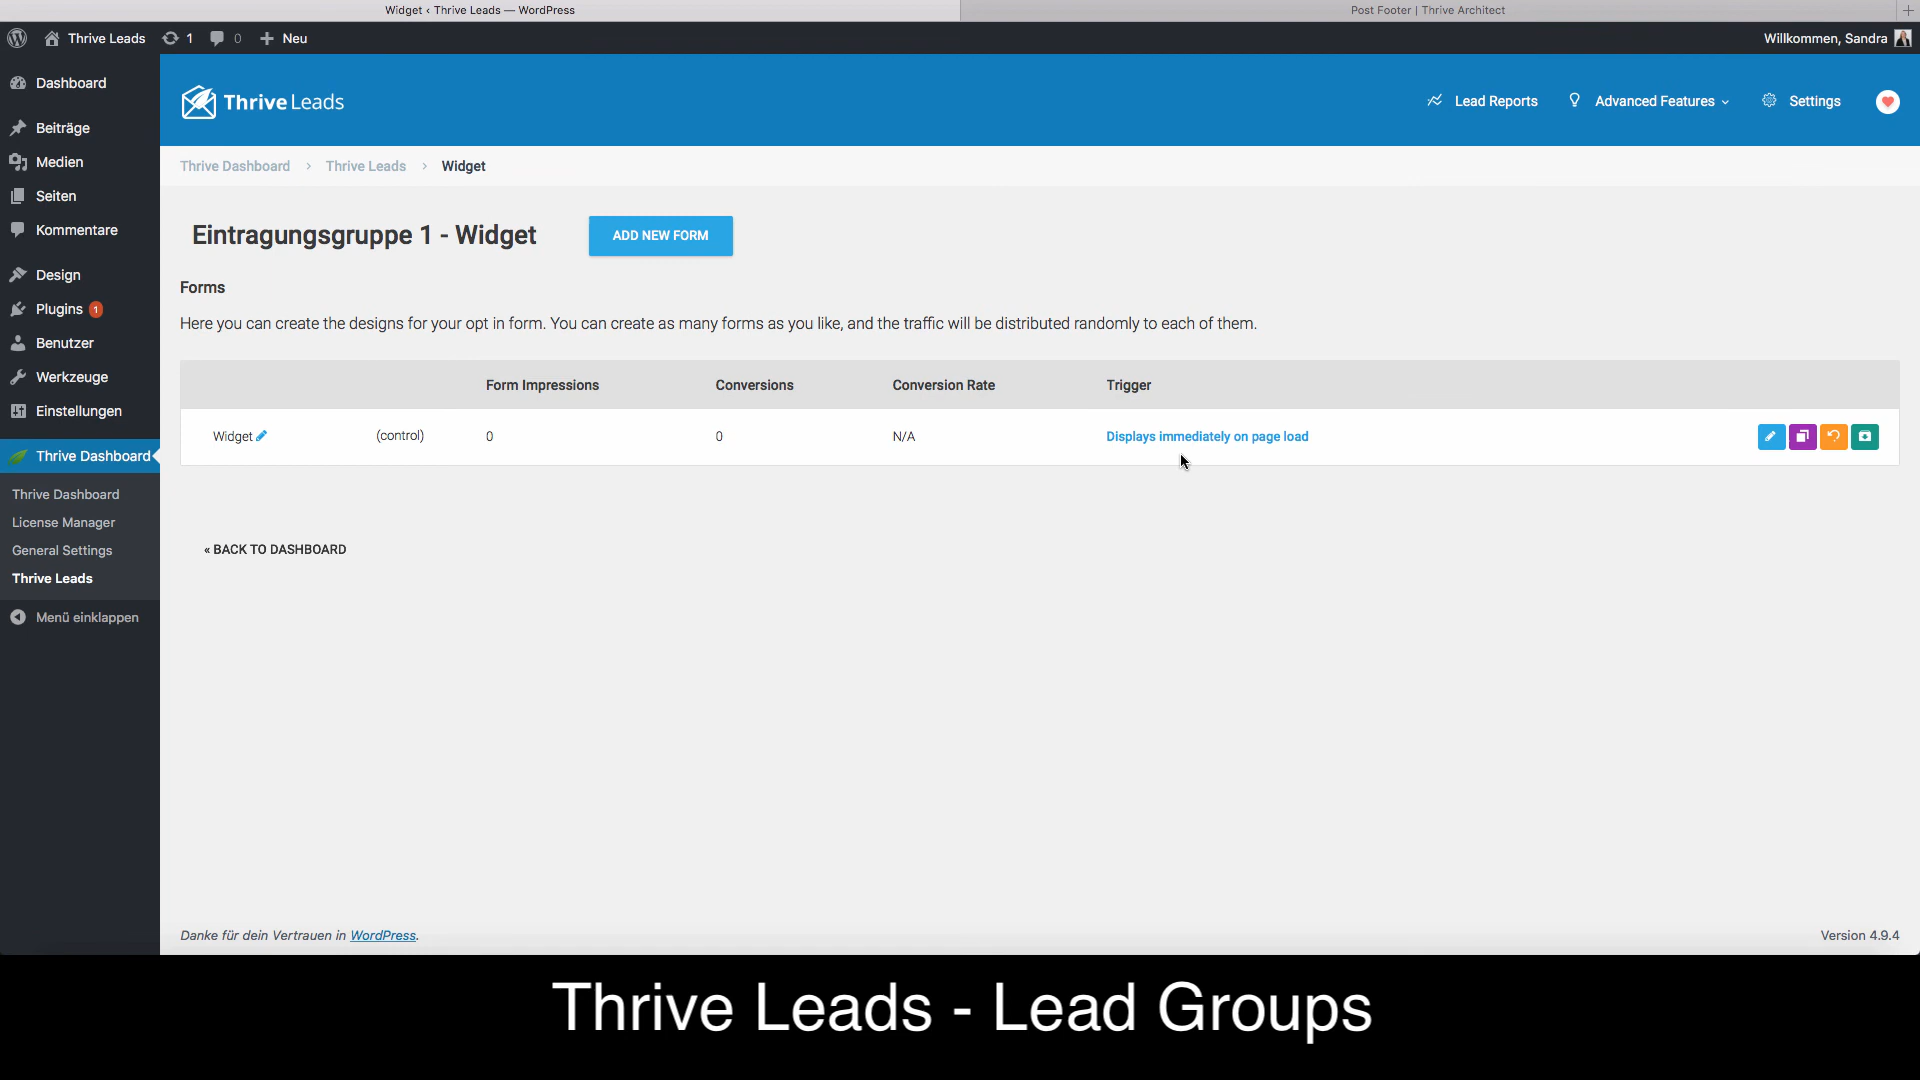 Widget ‹ Thrive Leads — WordPress
Post Footer | Thrive Architect
Thrive Leads
1
0
Neu
Willkommen, Sandra
Dashboard
Beiträge
Medien
Seiten
Kommentare
Design
Plugins 1
Benutzer
Werkzeuge
Einstellungen
Thrive Dashboard
Thrive Dashboard
License Manager
General Settings
Thrive Leads
Menü einklappen
Thrive Leads
Lead Reports
Advanced Features
Settings
Thrive Dashboard > Thrive Leads > Widget
Eintragungsgruppe 1 - Widget
ADD NEW FORM
Forms
Here you can create the designs for your opt in form. You can create as many forms as you like, and the traffic will be distributed randomly to each of them.
Form Impressions Conversions Conversion Rate Trigger
Widget (control) 0 0 N/A Displays immediately on page load
« BACK TO DASHBOARD
Danke für dein Vertrauen in WordPress.
Version 4.9.4
Thrive Leads - Lead Groups